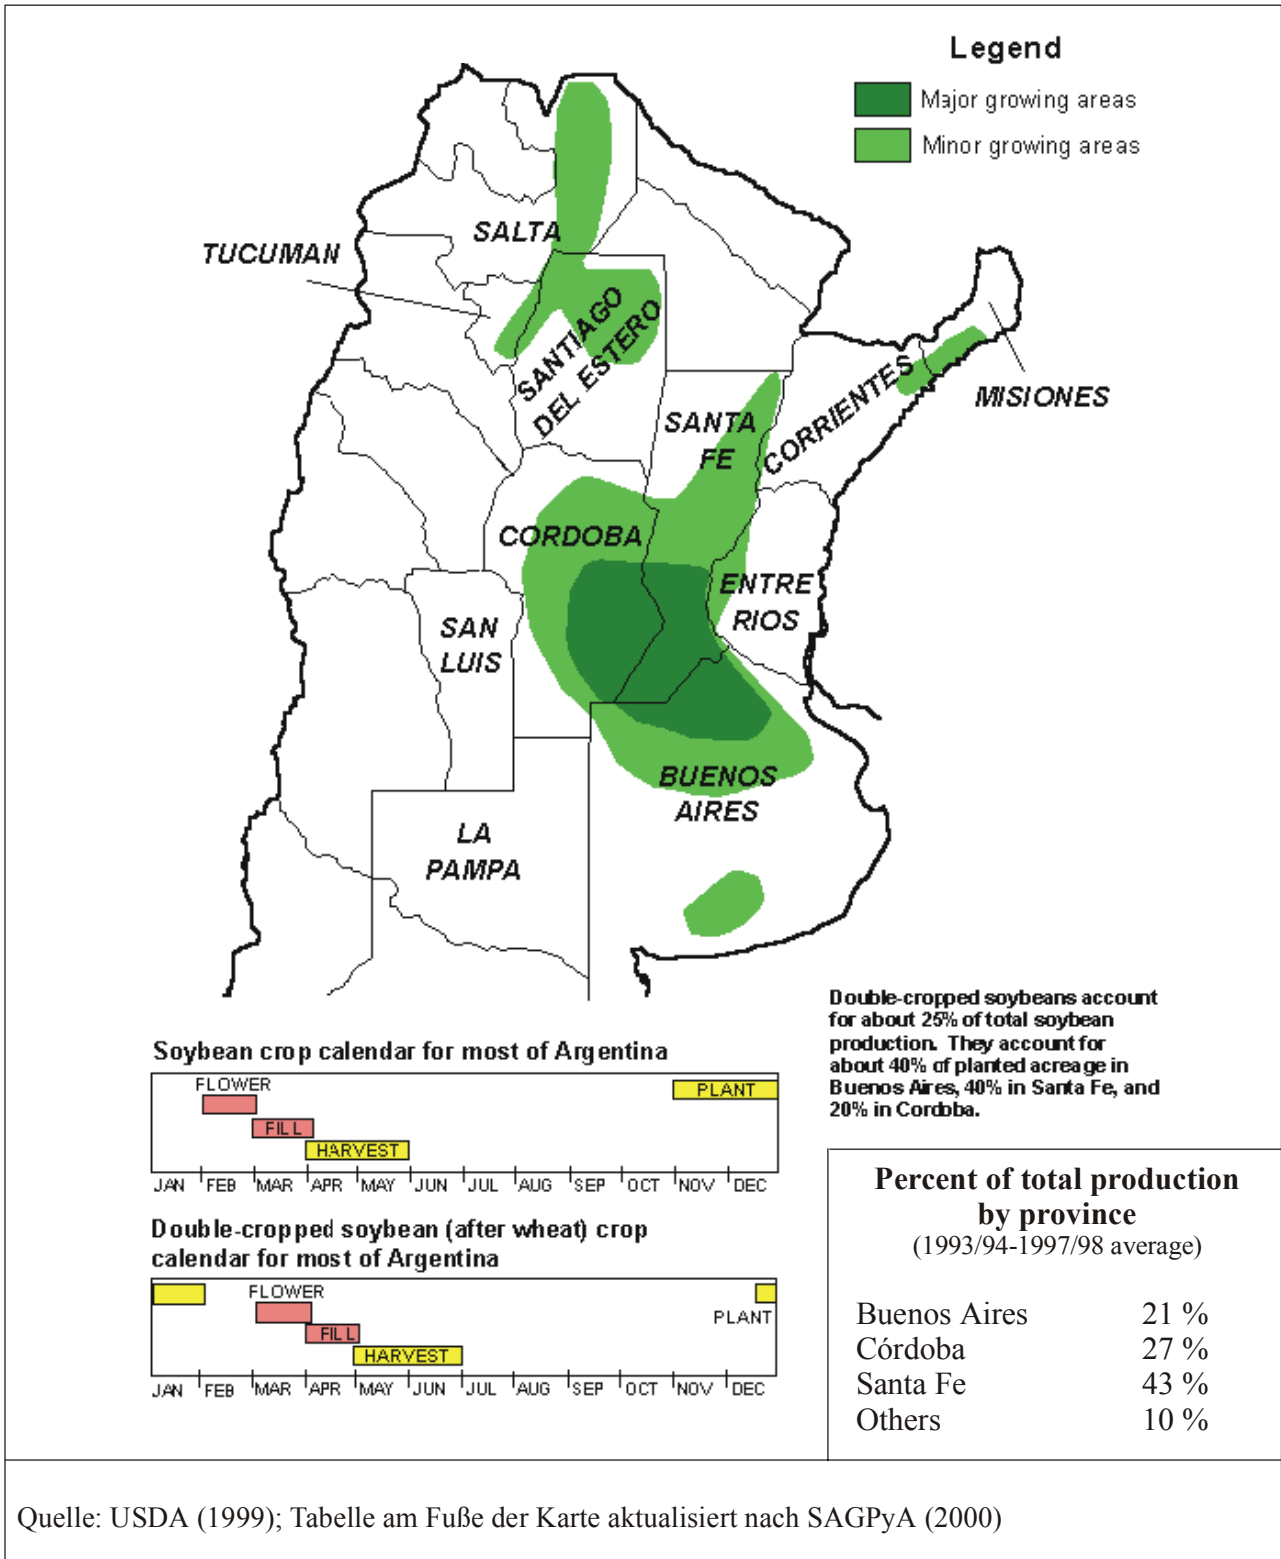 Legend
Major growing areas
Minor growing areas
SALTA
TUCUMAN
SANTIAGO
DEL ESTERO
CORRIENTES
MISIONES
SANTA
FE
CORDOBA
ENTRE
RIOS
SAN
LUIS
BUENOS
AIRES
LA
PAMPA
Double-cropped soybeans account
for about 25% of total soybean
production. They account for
about 40% of planted acreage in
Buenos Aires, 40% in Santa Fe, and
20% in Cordoba.
Soybean crop calendar for most of Argentina
FLOWER
PLANT
FILL
HARVEST
JAN FEB MAR APR MAY JUN JUL AUG SEP OCT NOV DEC
Double-cropped soybean (after wheat) crop
calendar for most of Argentina
FLOWER
PLANT
FILL
HARVEST
JAN FEB MAR APR MAY JUN JUL AUG SEP OCT NOV DEC
Percent of total production
by province
(1993/94-1997/98 average)
Buenos Aires 21 %
Córdoba 27 %
Santa Fe 43 %
Others 10 %
Quelle: USDA (1999); Tabelle am Fuße der Karte aktualisiert nach SAGPyA (2000)